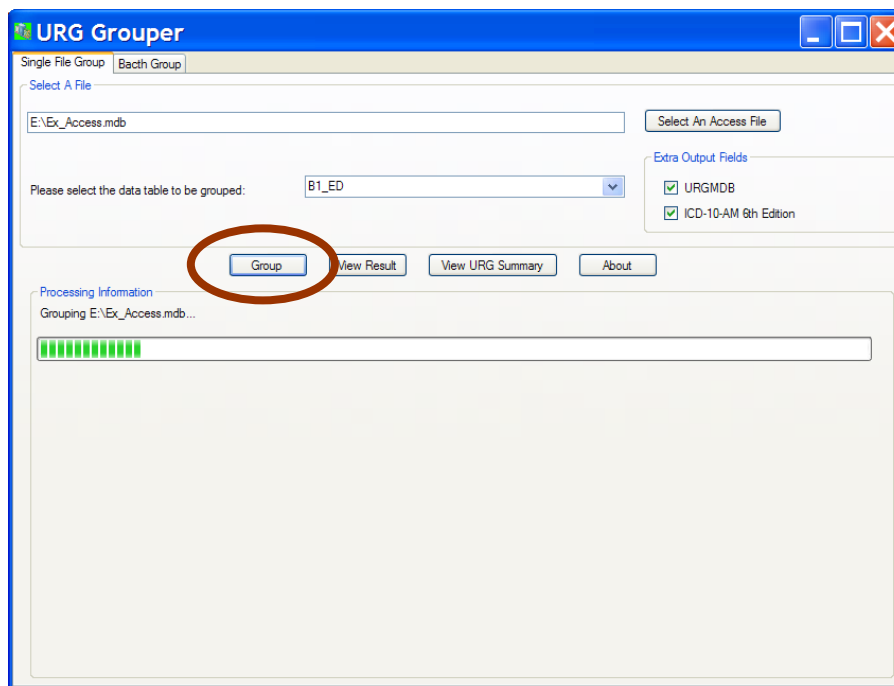 URG Grouper
Single File Group Bacth Group
Select A File
E:\Ex_Access.mdb
Select An Access File
Extra Output Fields
Please select the data table to be grouped: B1_ED
URGMDB
ICD-10-AM 6th Edition
Group View Result View URG Summary About
Processing Information
Grouping E:\Ex_Access.mdb...